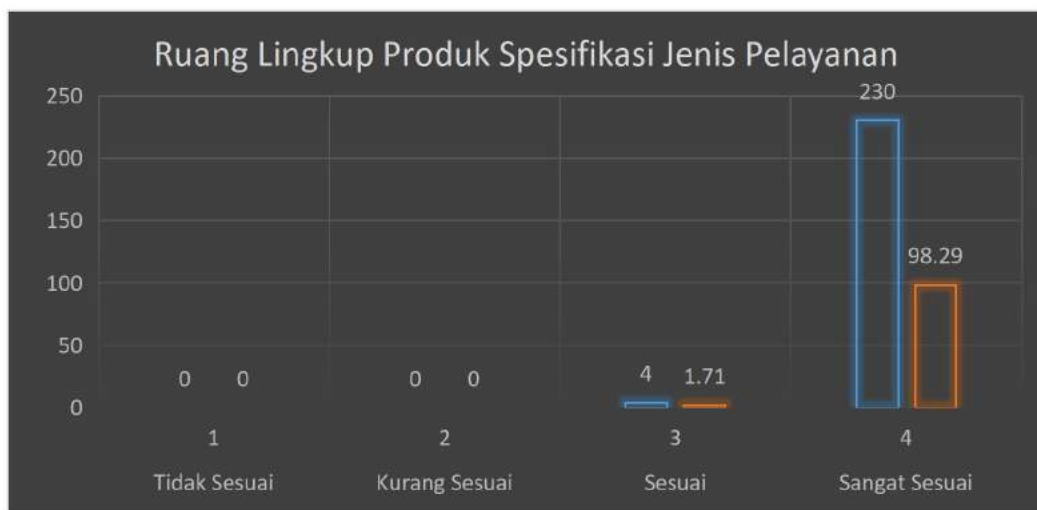 Ruang Lingkup Produk Spesifikasi Jenis Pelayanan
250
230
200
150
98.29
100
50
0 0 0 0 4 1.71
0
1 2 3 4
Tidak Sesuai Kurang Sesuai Sesuai Sangat Sesuai